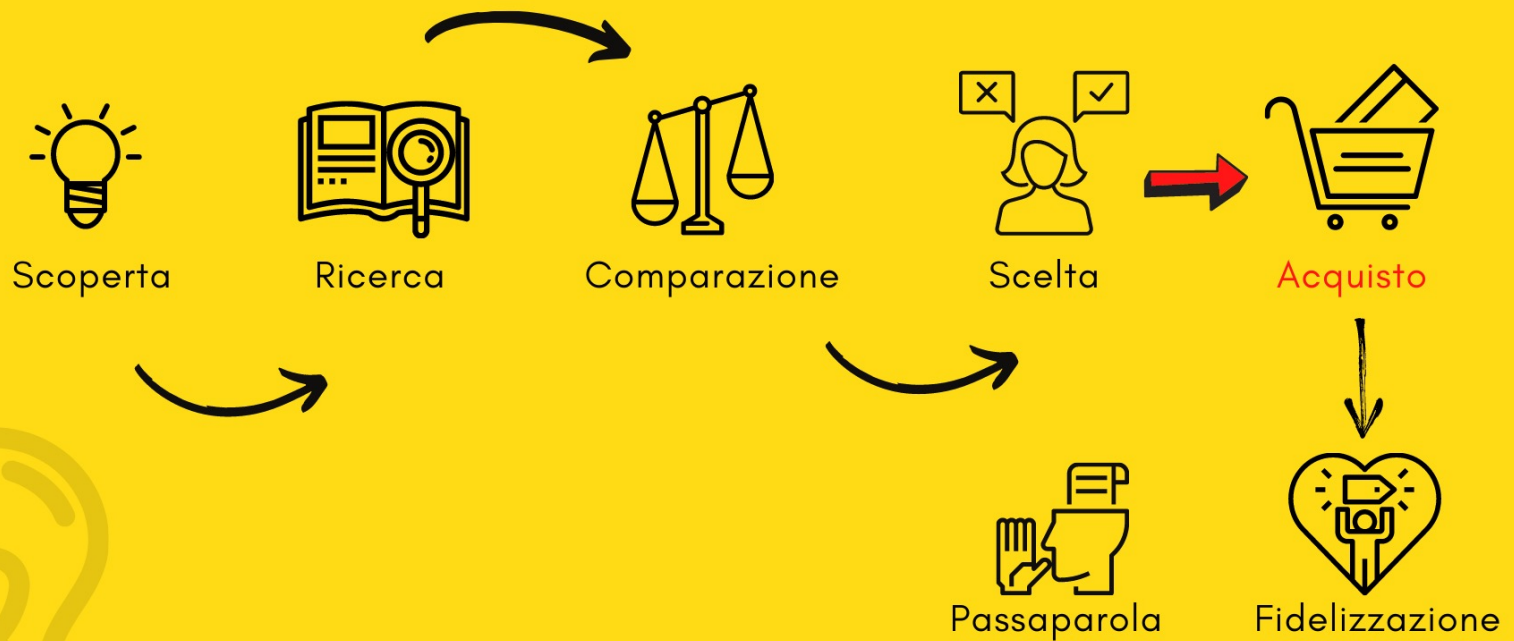 Scoperta
Ricerca
Comparazione
Scelta
Acquisto
Passaparola
Fidelizzazione